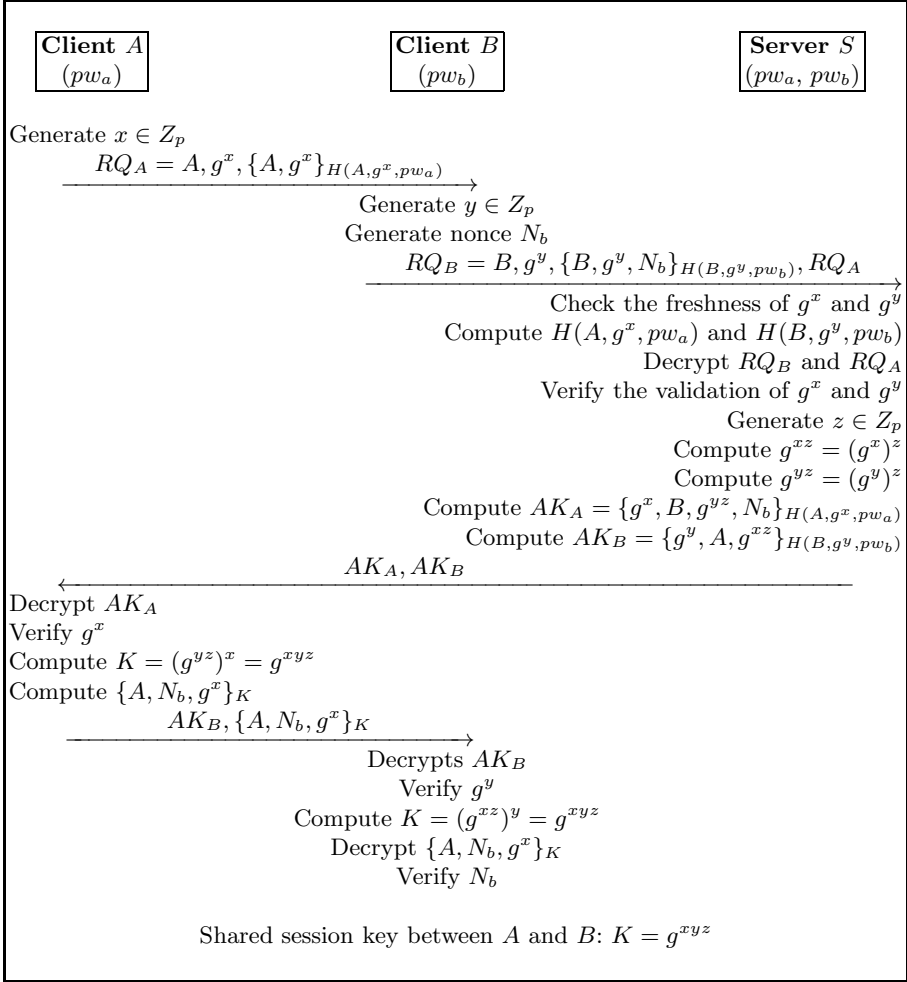 Client A Client B Server S
(pw_a) (pw_b) (pw_a, pw_b)
Generate x ∈ Z_p
RQ_A = A, g^x, {A, g^x}_{H(A,g^x,pw_a)}
Generate y ∈ Z_p
Generate nonce N_b
RQ_B = B, g^y, {B, g^y, N_b}_{H(B,g^y,pw_b)}, RQ_A
Check the freshness of g^x and g^y
Compute H(A, g^x, pw_a) and H(B, g^y, pw_b)
Decrypt RQ_B and RQ_A
Verify the validation of g^x and g^y
Generate z ∈ Z_p
Compute g^{xz} = (g^x)^z
Compute g^{yz} = (g^y)^z
Compute AK_A = {g^x, B, g^{yz}, N_b}_{H(A,g^x,pw_a)}
Compute AK_B = {g^y, A, g^{xz}}_{H(B,g^y,pw_b)}
AK_A, AK_B
Decrypt AK_A
Verify g^x
Compute K = (g^{yz})^x = g^{xyz}
Compute {A, N_b, g^x}_K
AK_B, {A, N_b, g^x}_K
Decrypts AK_B
Verify g^y
Compute K = (g^{xz})^y = g^{xyz}
Decrypt {A, N_b, g^x}_K
Verify N_b
Shared session key between A and B: K = g^{xyz}